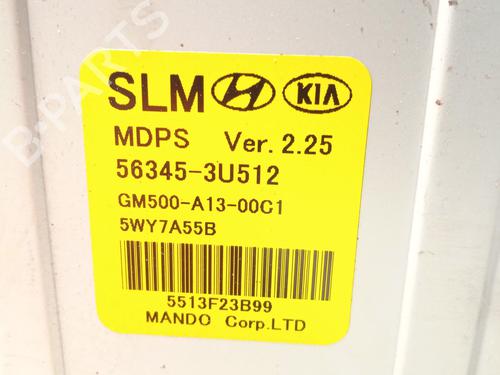 SLM KIA
MDPS Ver. 2.25
56345-3U512
GM500-A13-00C1
5WY7A55B
5513F23B99
MANDO Corp.LTD
B-PARTS